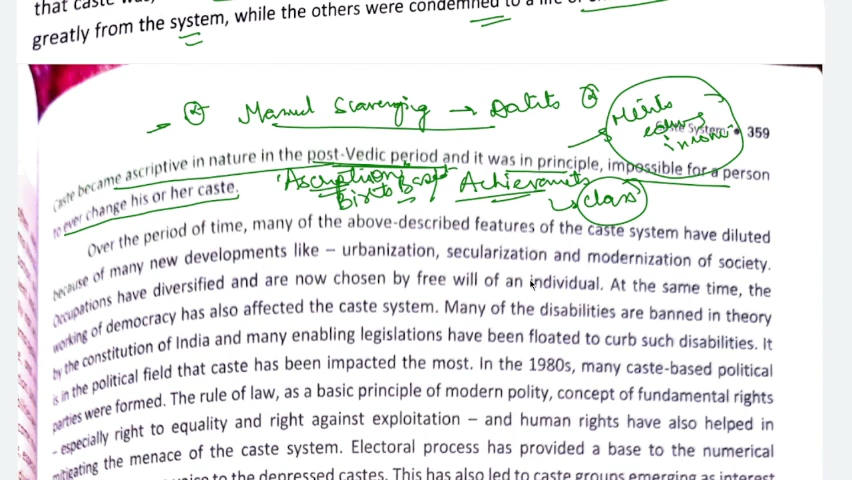 that caste was,
greatly from the system, while the others were condemned to a life of
Manual Scavenging → Dalits
Merits
System • 359
Caste became ascriptive in nature in the post-Vedic period and it was in principle, impossible for a person
'Ascription
Achievements
to ever change his or her caste.
class
Over the period of time, many of the above-described features of the caste system have diluted
because of many new developments like – urbanization, secularization and modernization of society.
Occupations have diversified and are now chosen by free will of an individual. At the same time, the
working of democracy has also affected the caste system. Many of the disabilities are banned in theory
by the constitution of India and many enabling legislations have been floated to curb such disabilities. It
is in the political field that caste has been impacted the most. In the 1980s, many caste-based political
parties were formed. The rule of law, as a basic principle of modern polity, concept of fundamental rights
– especially right to equality and right against exploitation – and human rights have also helped in
mitigating the menace of the caste system. Electoral process has provided a base to the numerical
to the depressed castes. This has also led to caste groups emerging as interest